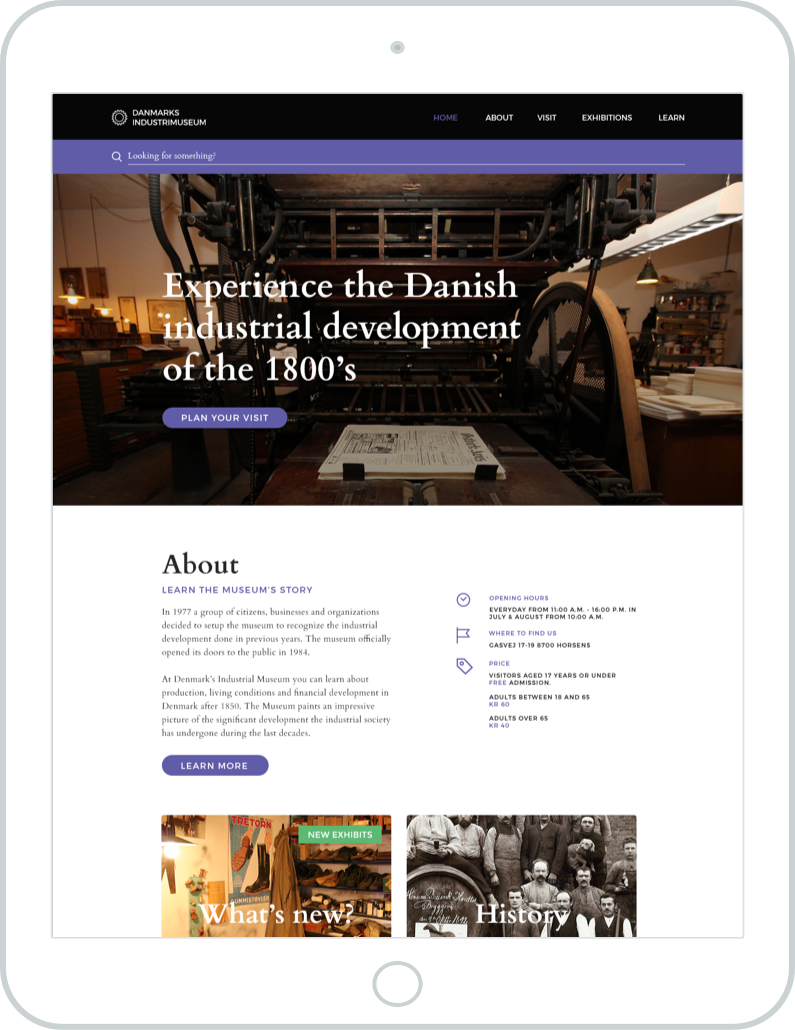 DANMARKS
INDUSTRIMUSEUM
HOME ABOUT VISIT EXHIBITIONS LEARN
Looking for something?
Experience the Danish
industrial development
of the 1800’s
PLAN YOUR VISIT
...
About
LEARN THE MUSEUM’S STORY
In 1977 a group of citizens, businesses and organizations
decided to setup the museum to recognize the industrial
development done in previous years. The museum officially
opened its doors to the public in 1984.
At Denmark’s Industrial Museum you can learn about
production, living conditions and financial development in
Denmark after 1850. The Museum paints an impressive
picture of the significant development the industrial society
has undergone during the last decades.
LEARN MORE
OPENING HOURS
EVERYDAY FROM 11:00 A.M. - 16:00 P.M. IN
JULY & AUGUST FROM 10:00 A.M.
WHERE TO FIND US
GASVEJ 17-19 8700 HORSENS
PRICE
VISITORS AGED 17 YEARS OR UNDER
FREE ADMISSION.
ADULTS BETWEEN 18 AND 65
KR 60
ADULTS OVER 65
KR 40
TRETORN
NEW EXHIBITS
What’s new?
History